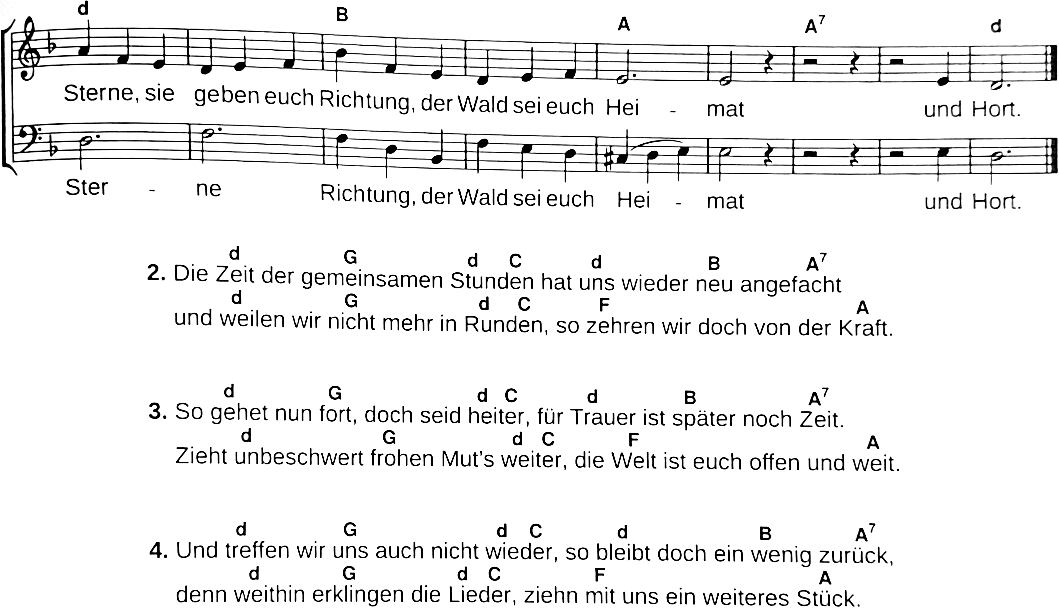 d B A A7 d
Sterne, sie geben euch Richtung, der Wald sei euch Hei - mat und Hort.
Ster - ne Richtung, der Wald sei euch Hei - mat und Hort.
d G d C d B A7
2. Die Zeit der gemeinsamen Stunden hat uns wieder neu angefacht
d G d C F A
und weilen wir nicht mehr in Runden, so zehren wir doch von der Kraft.
d G d C d B A7
3. So gehet nun fort, doch seid heiter, für Trauer ist später noch Zeit.
d G d C F A
Zieht unbeschwert frohen Mut's weiter, die Welt ist euch offen und weit.
d G d C d B A7
4. Und treffen wir uns auch nicht wieder, so bleibt doch ein wenig zurück,
d G d C F A
denn weithin erklingen die Lieder, ziehn mit uns ein weiteres Stück.